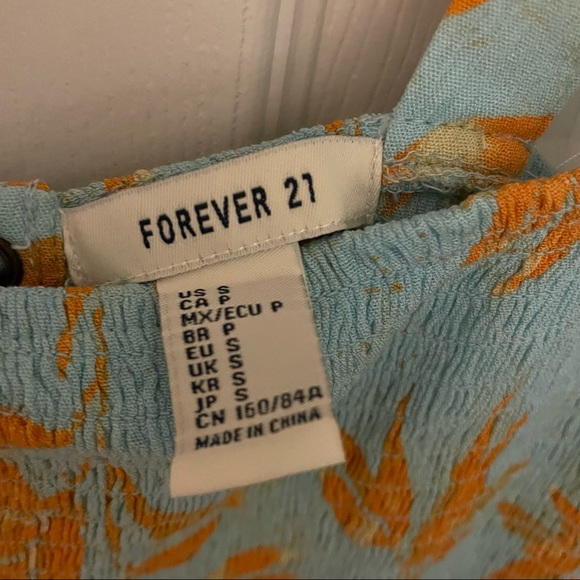 FOREVER 21
US S
CA P
MX/ECU P
BR P
EU S
UK S
KR S
JP S
CN 160/84A
MADE IN CHINA